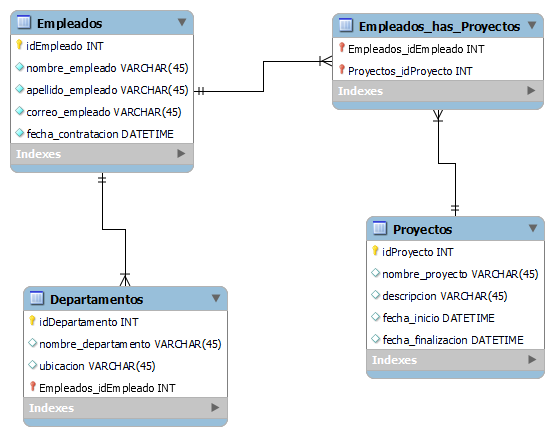 Empleados
idEmpleado INT
nombre_empleado VARCHAR(45)
apellido_empleado VARCHAR(45)
correo_empleado VARCHAR(45)
fecha_contratacion DATETIME
Indexes
Empleados_has_Proyectos
Empleados_idEmpleado INT
Proyectos_idProyecto INT
Indexes
Proyectos
idProyecto INT
nombre_proyecto VARCHAR(45)
descripcion VARCHAR(45)
fecha_inicio DATETIME
fecha_finalizacion DATETIME
Indexes
Departamentos
idDepartamento INT
nombre_departamento VARCHAR(45)
ubicacion VARCHAR(45)
Empleados_idEmpleado INT
Indexes